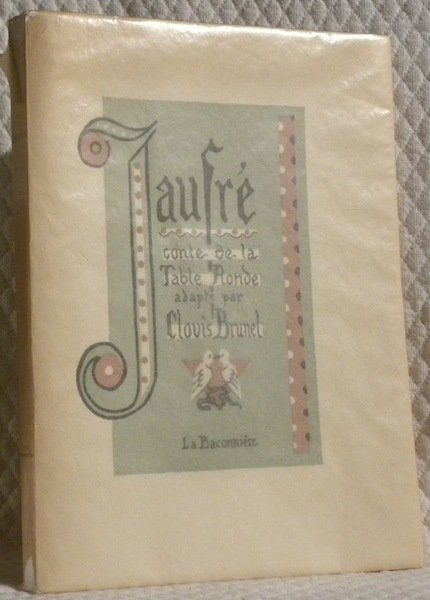 Jaufré
conte de la
Table Ronde
adapté par
Clovis Brunel
La Baconnière